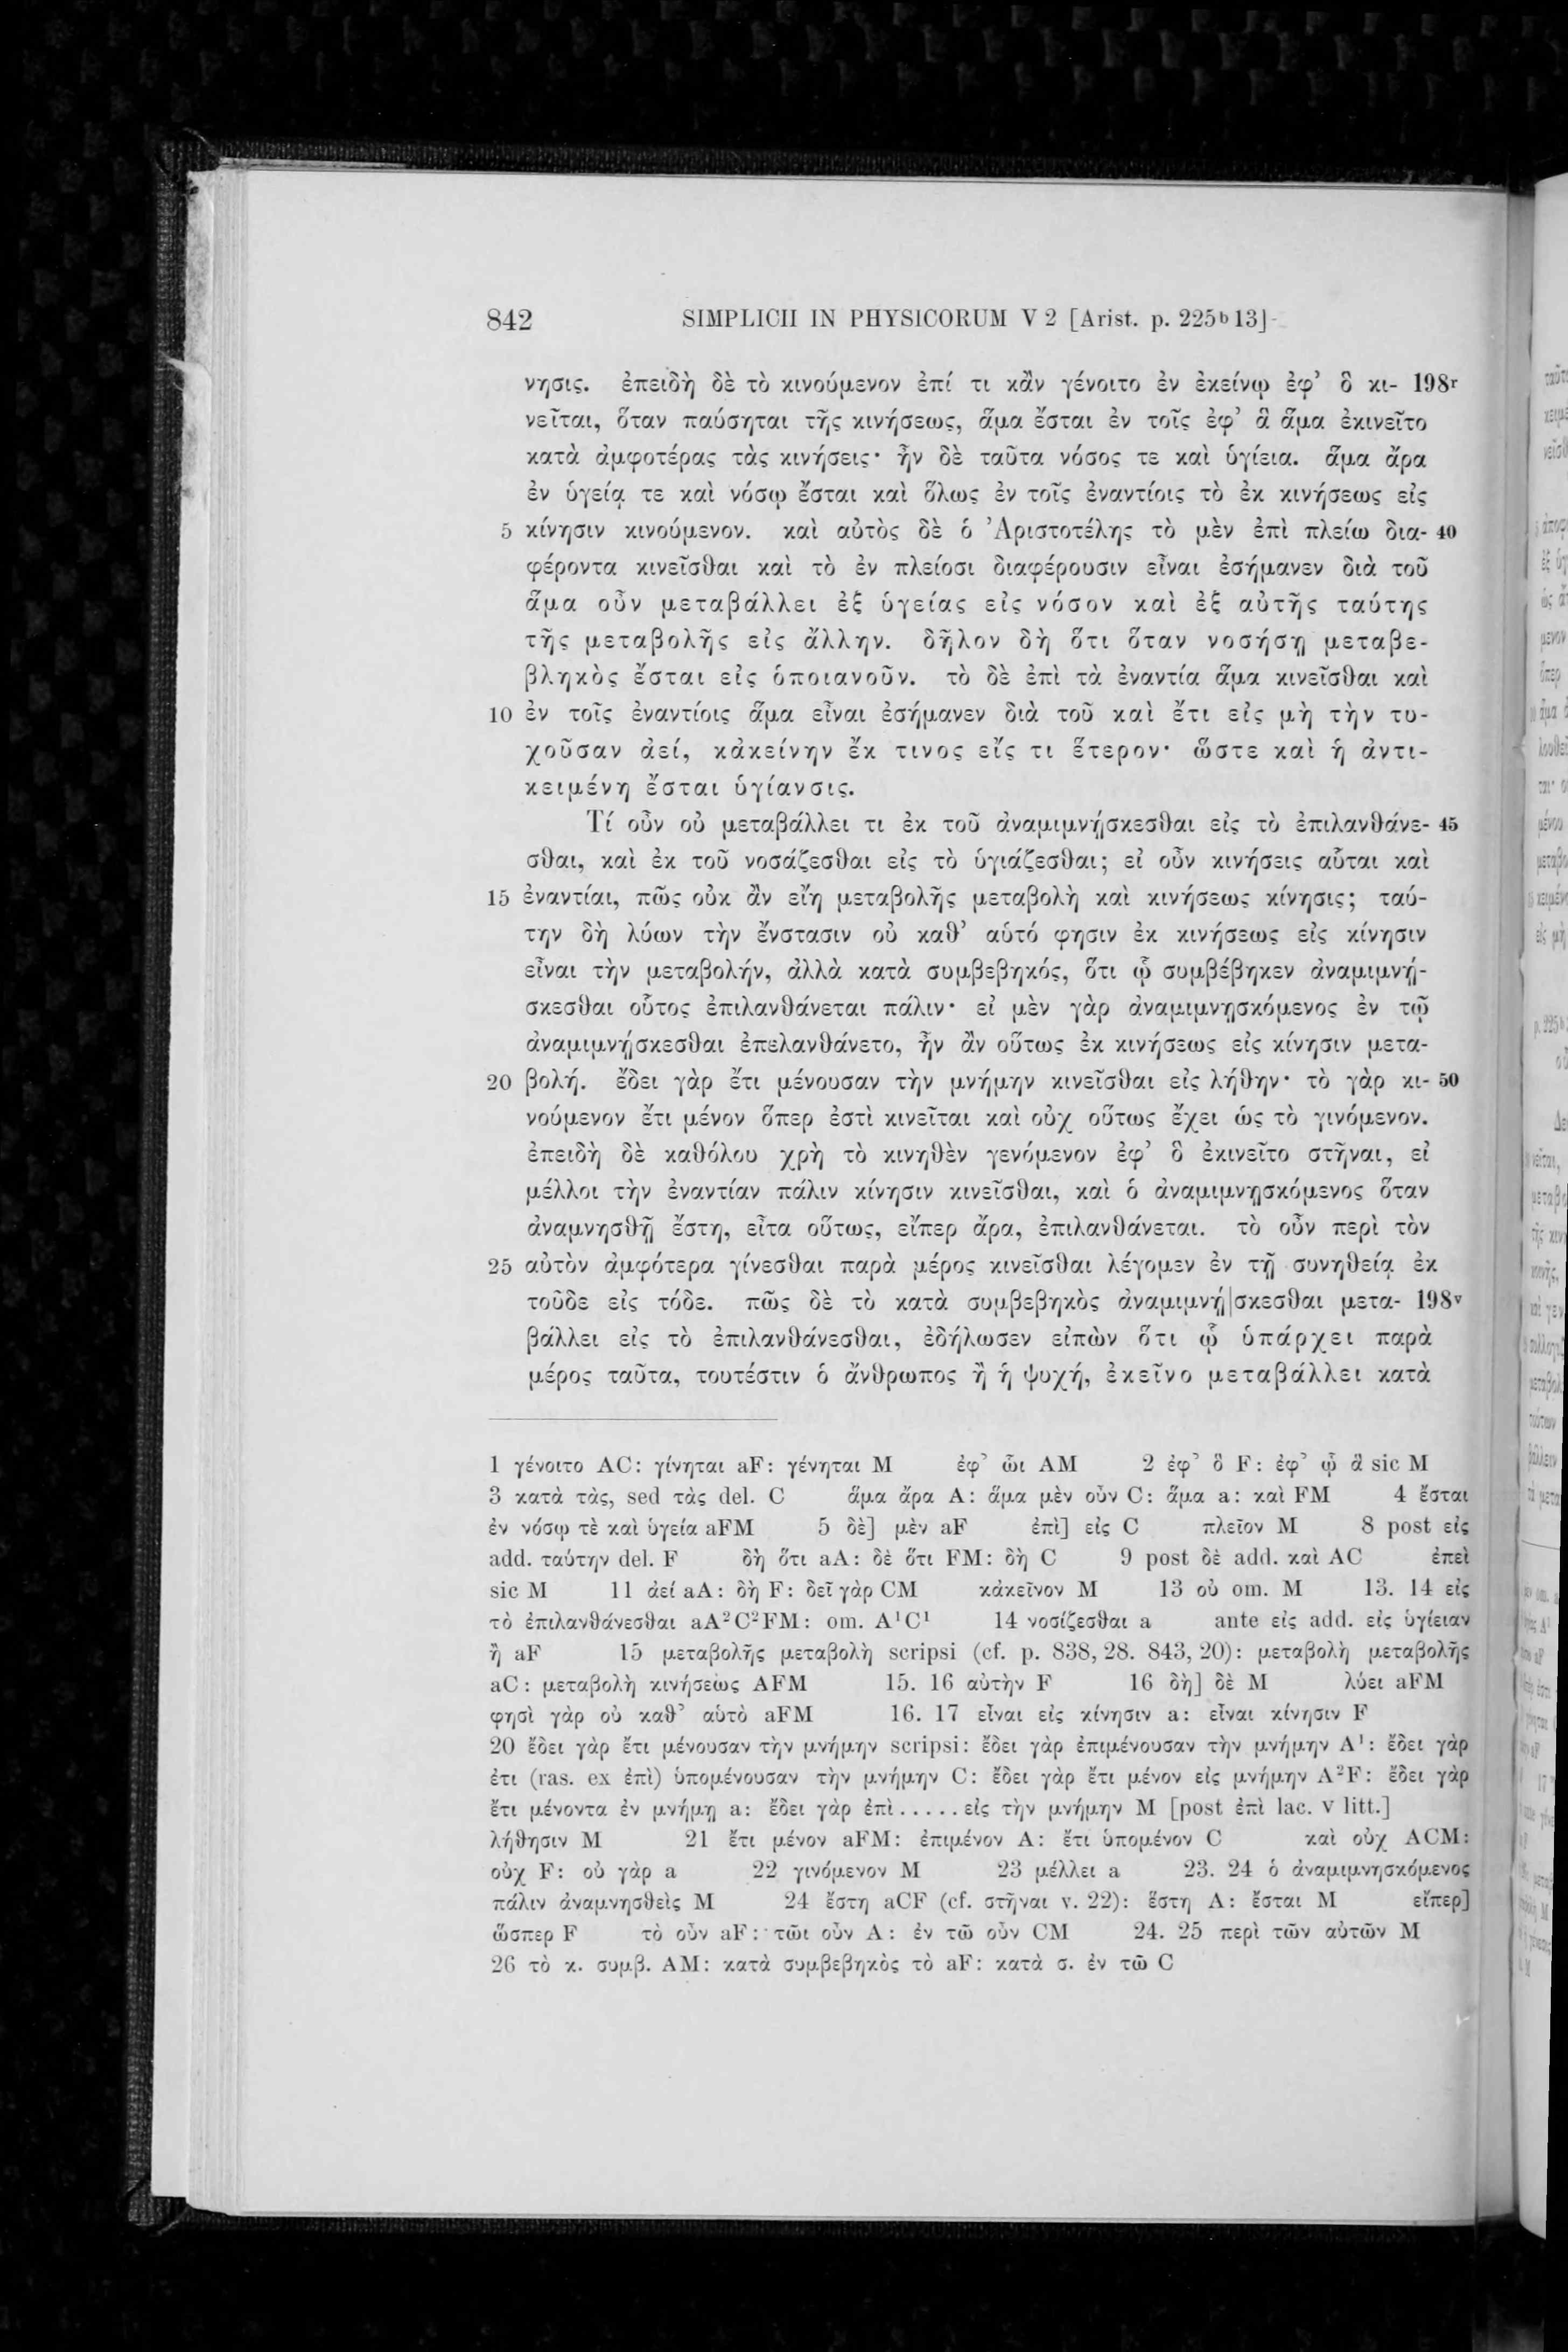 842 SIMPLICII IN PHYSICORUM V 2 [Arist. p. 225b 13]
νησις. ἐπειδὴ δὲ τὸ κινούμενον ἐπί τι κἂν γένοιτο ἐν ἐκείνῳ ἐφ’ ὃ κι- 198r
νεῖται, ὅταν παύσηται τῆς κινήσεως, ἅμα ἔσται ἐν τοῖς ἐφ’ ἃ ἅμα ἐκινεῖτο
κατὰ ἀμφοτέρας τὰς κινήσεις· ἦν δὲ ταῦτα νόσος τε καὶ ὑγίεια. ἅμα ἄρα
ἐν ὑγείᾳ τε καὶ νόσῳ ἔσται καὶ ὅλως ἐν τοῖς ἐναντίοις τὸ ἐκ κινήσεως εἰς
5 κίνησιν κινούμενον. καὶ αὐτὸς δὲ ὁ Ἀριστοτέλης τὸ μὲν ἐπὶ πλείω δια- 40
φέροντα κινεῖσθαι καὶ τὸ ἐν πλείοσι διαφέρουσιν εἶναι ἐσήμανεν διὰ τοῦ
ἅμα οὖν μεταβάλλει ἐξ ὑγείας εἰς νόσον καὶ ἐξ αὐτῆς ταύτης
τῆς μεταβολῆς εἰς ἄλλην. δῆλον δὴ ὅτι ὅταν νοσήσῃ μεταβε-
βληκὸς ἔσται εἰς ὁποιανοῦν. τὸ δὲ ἐπὶ τὰ ἐναντία ἅμα κινεῖσθαι καὶ
10 ἐν τοῖς ἐναντίοις ἅμα εἶναι ἐσήμανεν διὰ τοῦ καὶ ἔτι εἰς μὴ τὴν τυ-
χοῦσαν ἀεί, κἀκείνην ἔκ τινος εἴς τι ἕτερον· ὥστε καὶ ἡ ἀντι-
κειμένη ἔσται ὑγίανσις.
Τί οὖν οὐ μεταβάλλει τι ἐκ τοῦ ἀναμιμνῄσκεσθαι εἰς τὸ ἐπιλανθάνε- 45
σθαι, καὶ ἐκ τοῦ νοσάζεσθαι εἰς τὸ ὑγιάζεσθαι; εἰ οὖν κινήσεις αὗται καὶ
15 ἐναντίαι, πῶς οὐκ ἂν εἴη μεταβολῆς μεταβολὴ καὶ κινήσεως κίνησις; ταύ-
την δὴ λύων τὴν ἔνστασιν οὐ καθ’ αὑτό φησιν ἐκ κινήσεως εἰς κίνησιν
εἶναι τὴν μεταβολήν, ἀλλὰ κατὰ συμβεβηκός, ὅτι ᾧ συμβέβηκεν ἀναμιμνῄ-
σκεσθαι οὗτος ἐπιλανθάνεται πάλιν· εἰ μὲν γὰρ ἀναμιμνῃσκόμενος ἐν τῷ
ἀναμιμνῄσκεσθαι ἐπελανθάνετο, ἦν ἂν οὕτως ἐκ κινήσεως εἰς κίνησιν μετα-
20 βολή. ἔδει γὰρ ἔτι μένουσαν τὴν μνήμην κινεῖσθαι εἰς λήθην· τὸ γὰρ κι- 50
νούμενον ἔτι μένον ὅπερ ἐστὶ κινεῖται καὶ οὐχ οὕτως ἔχει ὡς τὸ γινόμενον.
ἐπειδὴ δὲ καθόλου χρὴ τὸ κινηθὲν γενόμενον ἐφ’ ὃ ἐκινεῖτο στῆναι, εἰ
μέλλοι τὴν ἐναντίαν πάλιν κίνησιν κινεῖσθαι, καὶ ὁ ἀναμιμνῃσκόμενος ὅταν
ἀναμνησθῇ ἔστη, εἶτα οὕτως, εἴπερ ἄρα, ἐπιλανθάνεται. τὸ οὖν περὶ τὸν
25 αὐτὸν ἀμφότερα γίνεσθαι παρὰ μέρος κινεῖσθαι λέγομεν ἐν τῇ συνηθείᾳ ἐκ
τοῦδε εἰς τόδε. πῶς δὲ τὸ κατὰ συμβεβηκὸς ἀναμιμνῄ|σκεσθαι μετα- 198v
βάλλει εἰς τὸ ἐπιλανθάνεσθαι, ἐδήλωσεν εἰπὼν ὅτι ᾧ ὑπάρχει παρὰ
μέρος ταῦτα, τουτέστιν ὁ ἄνθρωπος ἢ ἡ ψυχή, ἐκεῖνο μεταβάλλει κατὰ
1 γένοιτο AC: γίνηται aF: γένηται M ἐφ’ ὧι AM 2 ἐφ’ ὃ F: ἐφ’ ᾧ ἃ sic M
3 κατὰ τὰς, sed τὰς del. C ἅμα ἄρα A: ἅμα μὲν οὖν C: ἅμα a: καὶ FM 4 ἔσται
ἐν νόσῳ τὲ καὶ ὑγεία aFM 5 δὲ] μὲν aF ἐπὶ] εἰς C πλεῖον M 8 post εἰς
add. ταύτην del. F δὴ ὅτι aA: δὲ ὅτι FM: δὴ C 9 post δὲ add. καὶ AC ἐπεὶ
sic M 11 ἀεί aA: δὴ F: δεῖ γὰρ CM κἀκεῖνον M 13 οὐ om. M 13. 14 εἰς
τὸ ἐπιλανθάνεσθαι aA²C²FM: om. A¹C¹ 14 νοσίζεσθαι a ante εἰς add. εἰς ὑγίειαν
ἢ aF 15 μεταβολῆς μεταβολὴ scripsi (cf. p. 838, 28. 843, 20): μεταβολὴ μεταβολῆς
aC: μεταβολὴ κινήσεως AFM 15. 16 αὐτὴν F 16 δὴ] δὲ M λύει aFM
φησὶ γὰρ οὐ καθ’ αὑτὸ aFM 16. 17 εἶναι εἰς κίνησιν a: εἶναι κίνησιν F
20 ἔδει γὰρ ἔτι μένουσαν τὴν μνήμην scripsi: ἔδει γὰρ ἐπιμένουσαν τὴν μνήμην A¹: ἔδει γὰρ
ἐτι (ras. ex ἐπὶ) ὑπομένουσαν τὴν μνήμην C: ἔδει γὰρ ἔτι μένον εἰς μνήμην A²F: ἔδει γὰρ
ἔτι μένοντα ἐν μνήμῃ a: ἔδει γὰρ ἐπὶ.....εἰς τὴν μνήμην M [post ἐπὶ lac. v litt.]
λήθησιν M 21 ἔτι μένον aFM: ἐπιμένον A: ἔτι ὑπομένον C καὶ οὐχ ACM:
οὐχ F: οὐ γὰρ a 22 γινόμενον M 23 μέλλει a 23. 24 ὁ ἀναμιμνησκόμενος
πάλιν ἀναμνησθεὶς M 24 ἔστη aCF (cf. στῆναι v. 22): ἕστη A: ἔσται M εἴπερ]
ὥσπερ F τὸ οὖν aF: τῶι οὖν A: ἐν τῶ οὖν CM 24. 25 περὶ τῶν αὐτῶν M
26 τὸ κ. συμβ. AM: κατὰ συμβεβηκὸς τὸ aF: κατὰ σ. ἐν τῶ C